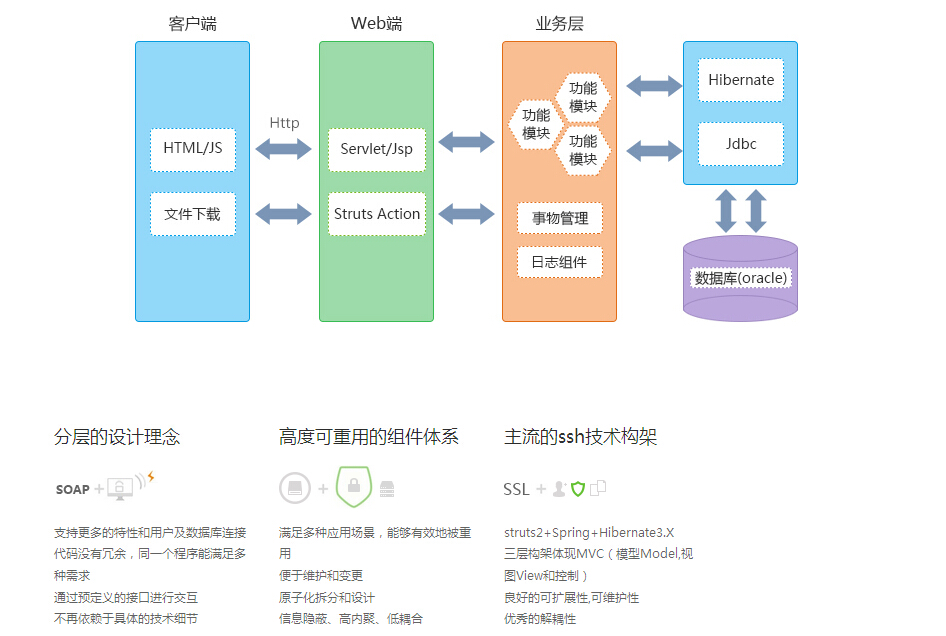 客户端
Web端
业务层
Http
HTML/JS
文件下载
Servlet/Jsp
Struts Action
功能
模块
功能
模块
功能
模块
事物管理
日志组件
Hibernate
Jdbc
数据库(oracle)
分层的设计理念
SOAP +
支持更多的特性和用户及数据库连接
代码没有冗余，同一个程序能满足多
种需求
通过预定义的接口进行交互
不再依赖于具体的技术细节
高度可重用的组件体系
+
满足多种应用场景，能够有效地被重
用
便于维护和变更
原子化拆分和设计
信息隐蔽、高内聚、低耦合
主流的ssh技术构架
SSL +
struts2+Spring+Hibernate3.X
三层构架体现MVC（模型Model,视
图View和控制）
良好的可扩展性,可维护性
优秀的解耦性